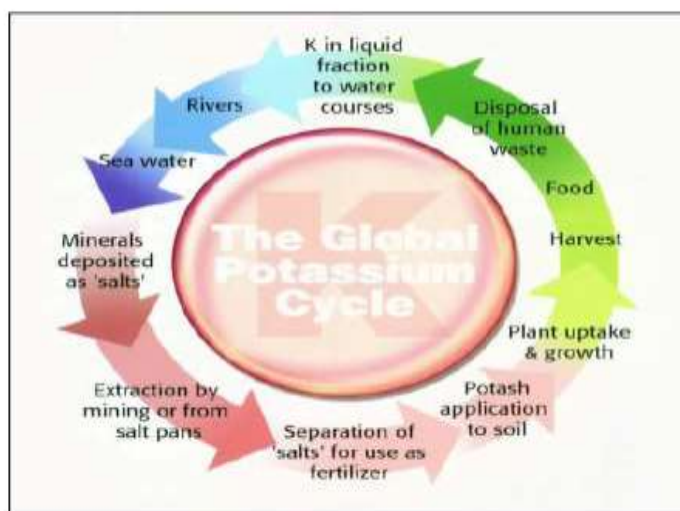 K in liquid
fraction
to water
courses
Rivers
Sea water
Minerals
deposited
as 'salts'
Extraction by
mining or from
salt pans
Separation of
'salts' for use as
fertilizer
Potash
application
to soil
Plant uptake
& growth
Harvest
Food
Disposal
of human
waste
K
The Global
Potassium
Cycle